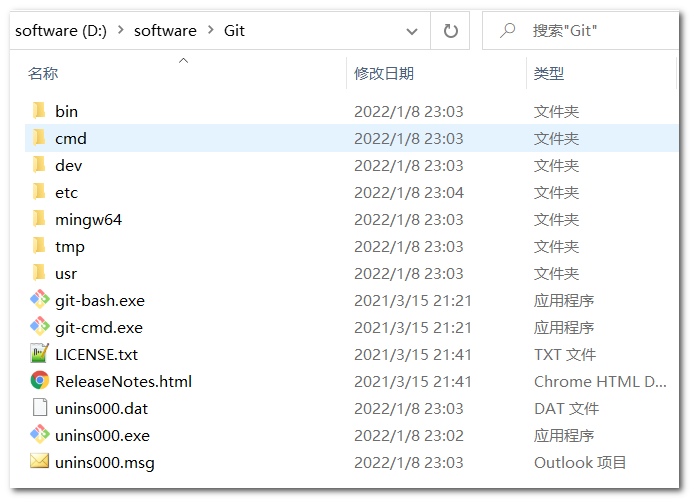 software (D:) > software > Git 搜索"Git"
名称 修改日期 类型
bin 2022/1/8 23:03 文件夹
cmd 2022/1/8 23:03 文件夹
dev 2022/1/8 23:03 文件夹
etc 2022/1/8 23:04 文件夹
mingw64 2022/1/8 23:03 文件夹
tmp 2022/1/8 23:03 文件夹
usr 2022/1/8 23:03 文件夹
git-bash.exe 2021/3/15 21:21 应用程序
git-cmd.exe 2021/3/15 21:21 应用程序
LICENSE.txt 2021/3/15 21:41 TXT 文件
ReleaseNotes.html 2021/3/15 21:41 Chrome HTML D...
unins000.dat 2022/1/8 23:03 DAT 文件
unins000.exe 2022/1/8 23:02 应用程序
unins000.msg 2022/1/8 23:03 Outlook 项目